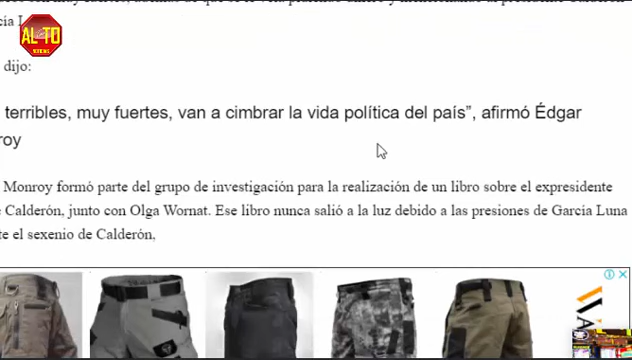 cía L
AL TO
dijo:
terribles, muy fuertes, van a cimbrar la vida política del país”, afirmó Édgar
roy
Monroy formó parte del grupo de investigación para la realización de un libro sobre el expresidente
Calderón, junto con Olga Wornat. Ese libro nunca salió a la luz debido a las presiones de García Luna
te el sexenio de Calderón,